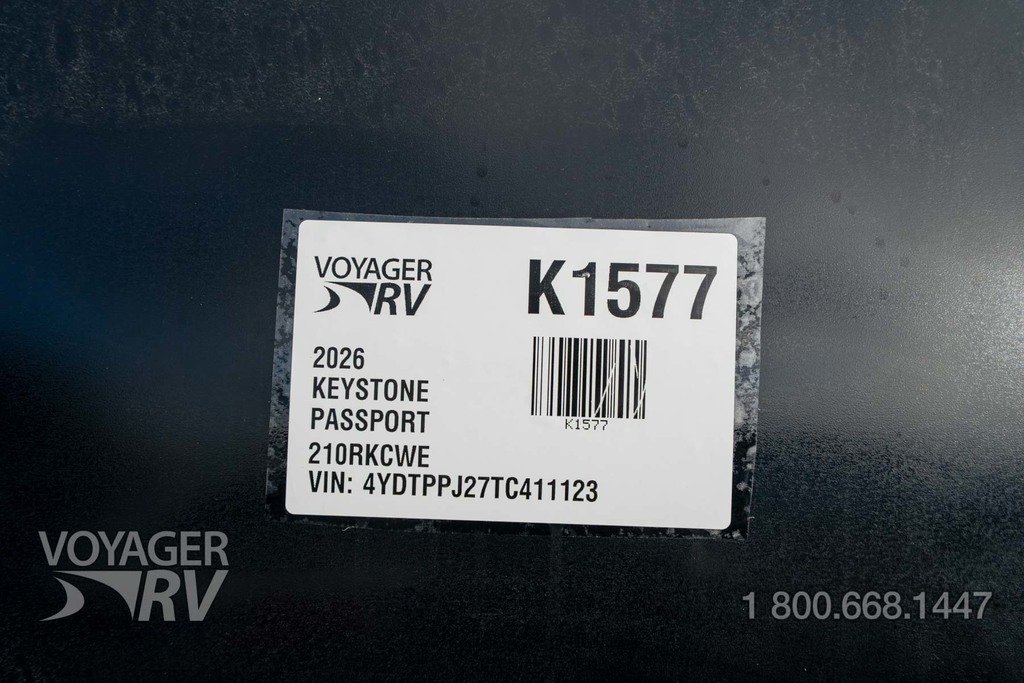 VOYAGER
RV
K1577
2026
KEYSTONE
PASSPORT
210RKCWE
VIN: 4YDTPPJ27TC411123
K1577
VOYAGER
RV
1 800.668.1447